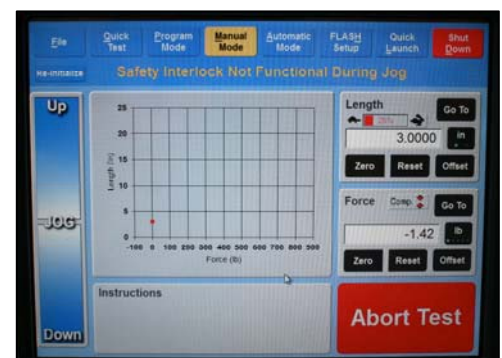 File
Quick Test
Program Mode
Manual Mode
Automatic Mode
FLASH Setup
Quick Launch
Shut Down
Re-Initialize
Safety Interlock Not Functional During Jog
Up
JOG
Down
25
20
15
10
5
0
Length (in)
-100 0 100 200 300 400 500 600 700 800 900
Force (lb)
Instructions
Length
Go To
3.0000
in
Zero
Reset
Offset
Force
Comp.
Go To
-1.42
lb
Zero
Reset
Offset
Abort Test